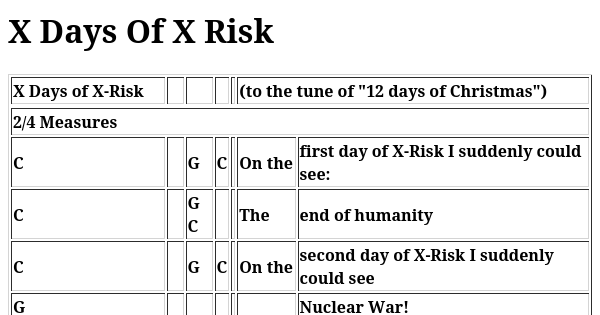 X Days Of X Risk
X Days of X-Risk (to the tune of "12 days of Christmas")
2/4 Measures
C G C On the first day of X-Risk I suddenly could
see:
C G
C The end of humanity
C G C On the second day of X-Risk I suddenly
could see
G Nuclear War!